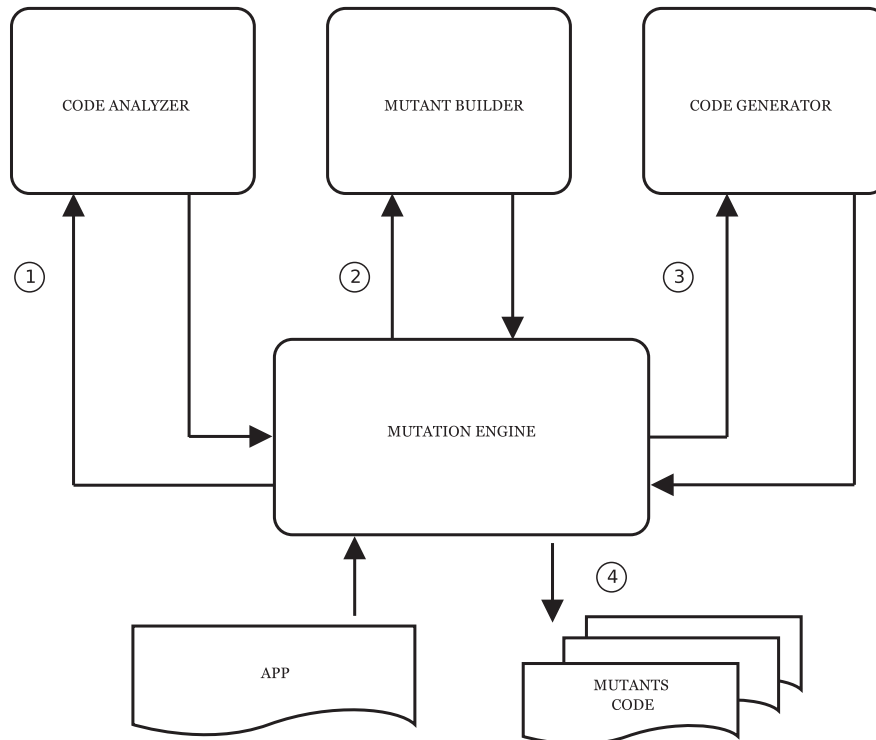 CODE ANALYZER
MUTANT BUILDER
CODE GENERATOR
1
2
3
MUTATION ENGINE
4
APP
MUTANTS
CODE